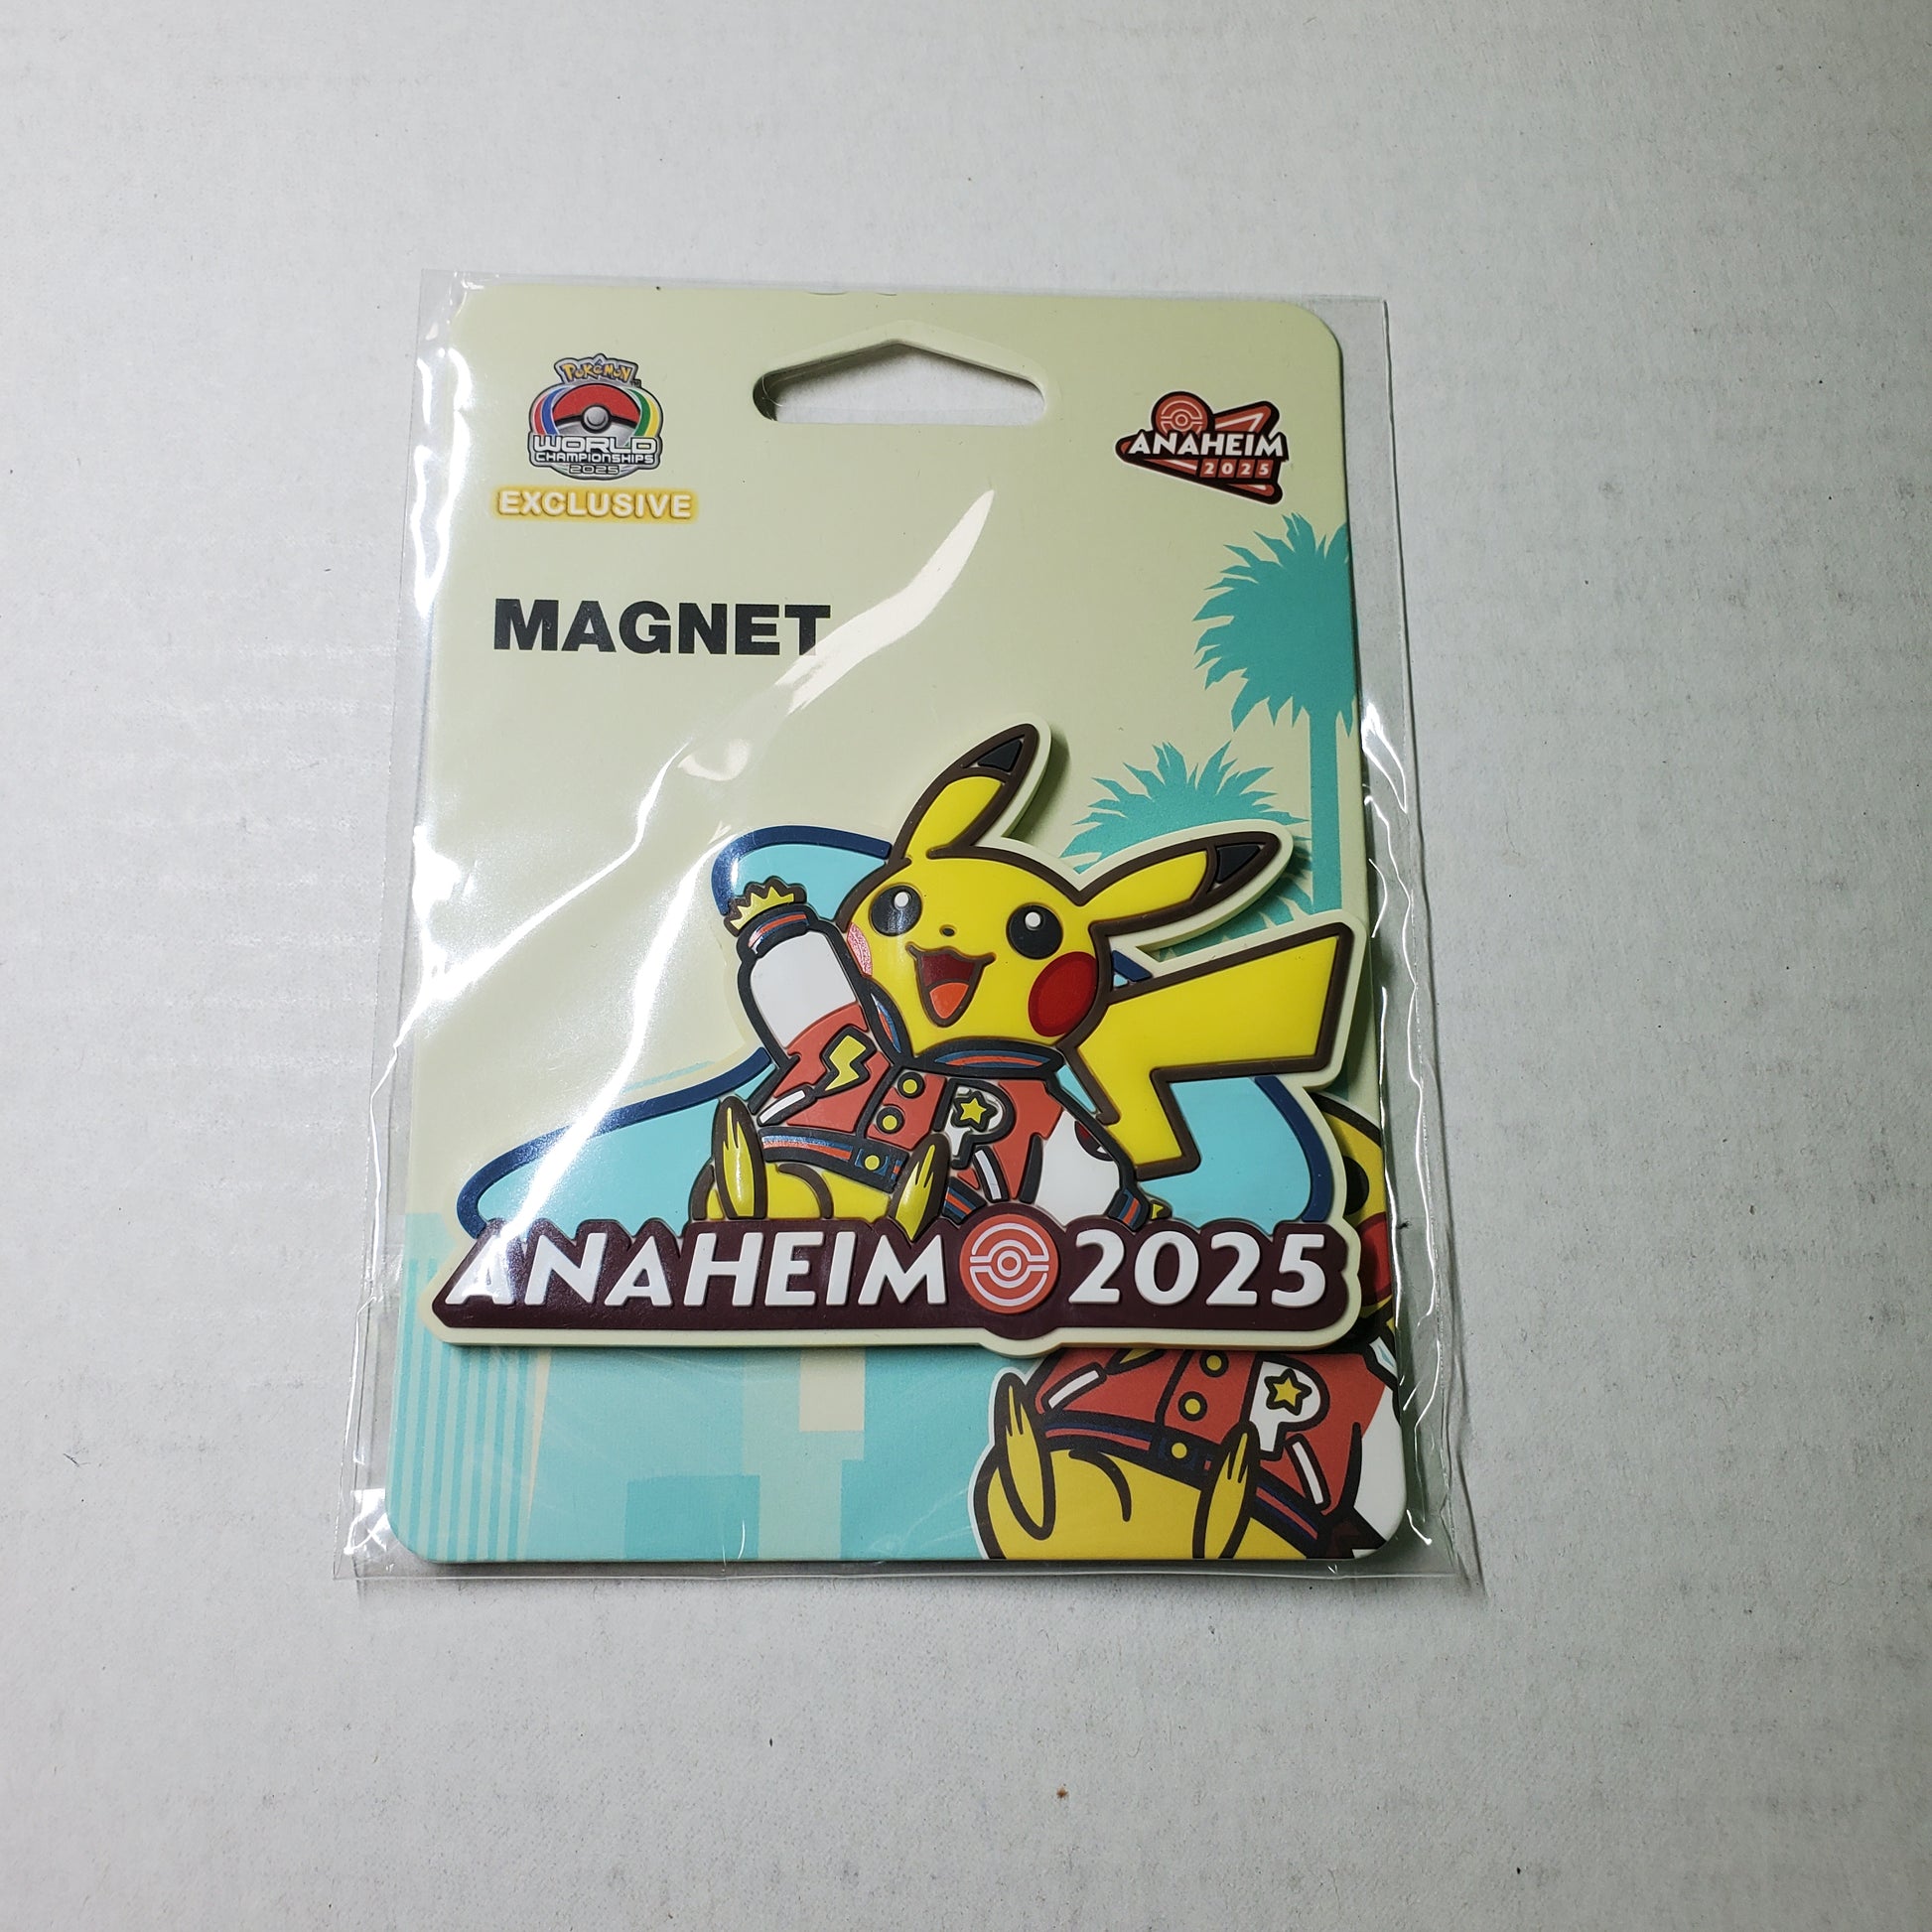 POKéMON
WORLD
CHAMPIONSHIPS
2025
EXCLUSIVE
ANAHEIM
2025
MAGNET
P
ANAHEIM 2025
P